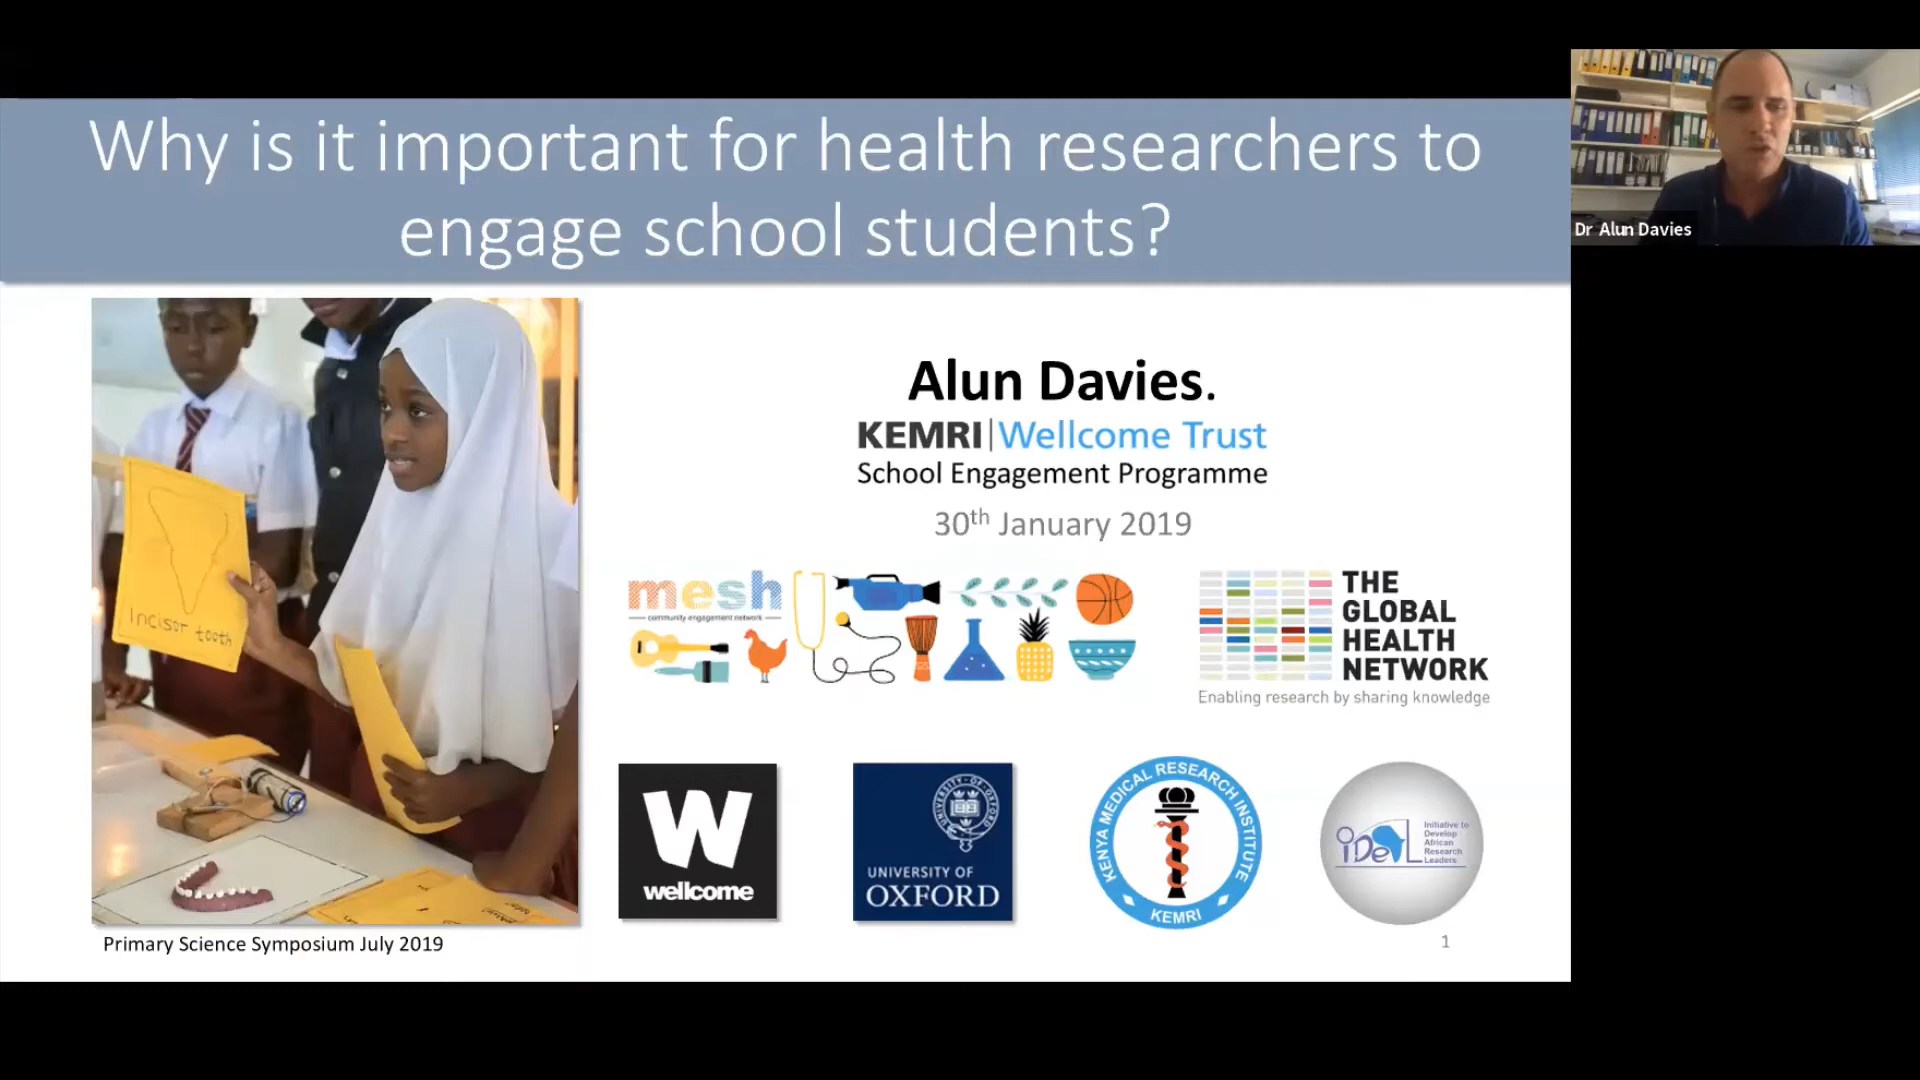 Why is it important for health researchers to
engage school students?
Dr Alun Davies
Incisor tooth
Alun Davies.
KEMRI|Wellcome Trust
School Engagement Programme
30th January 2019
mesh
community engagement network
THE
GLOBAL
HEALTH
NETWORK
Enabling research by sharing knowledge
W
wellcome
UNIVERSITY OF OXFORD
UNIVERSITY OF
OXFORD
KENYA MEDICAL RESEARCH INSTITUTE
KEMRI
iDeAL
Initiative to
Develop
African
Research
Leaders
Primary Science Symposium July 2019
1